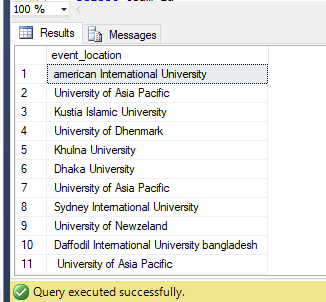 100 %
Results Messages
event_location
1 american International University
2 University of Asia Pacific
3 Kustia Islamic University
4 University of Dhenmark
5 Khulna University
6 Dhaka University
7 University of Asia Pacific
8 Sydney International University
9 University of Newzeland
10 Daffodil International University bangladesh
11 University of Asia Pacific
Query executed successfully.